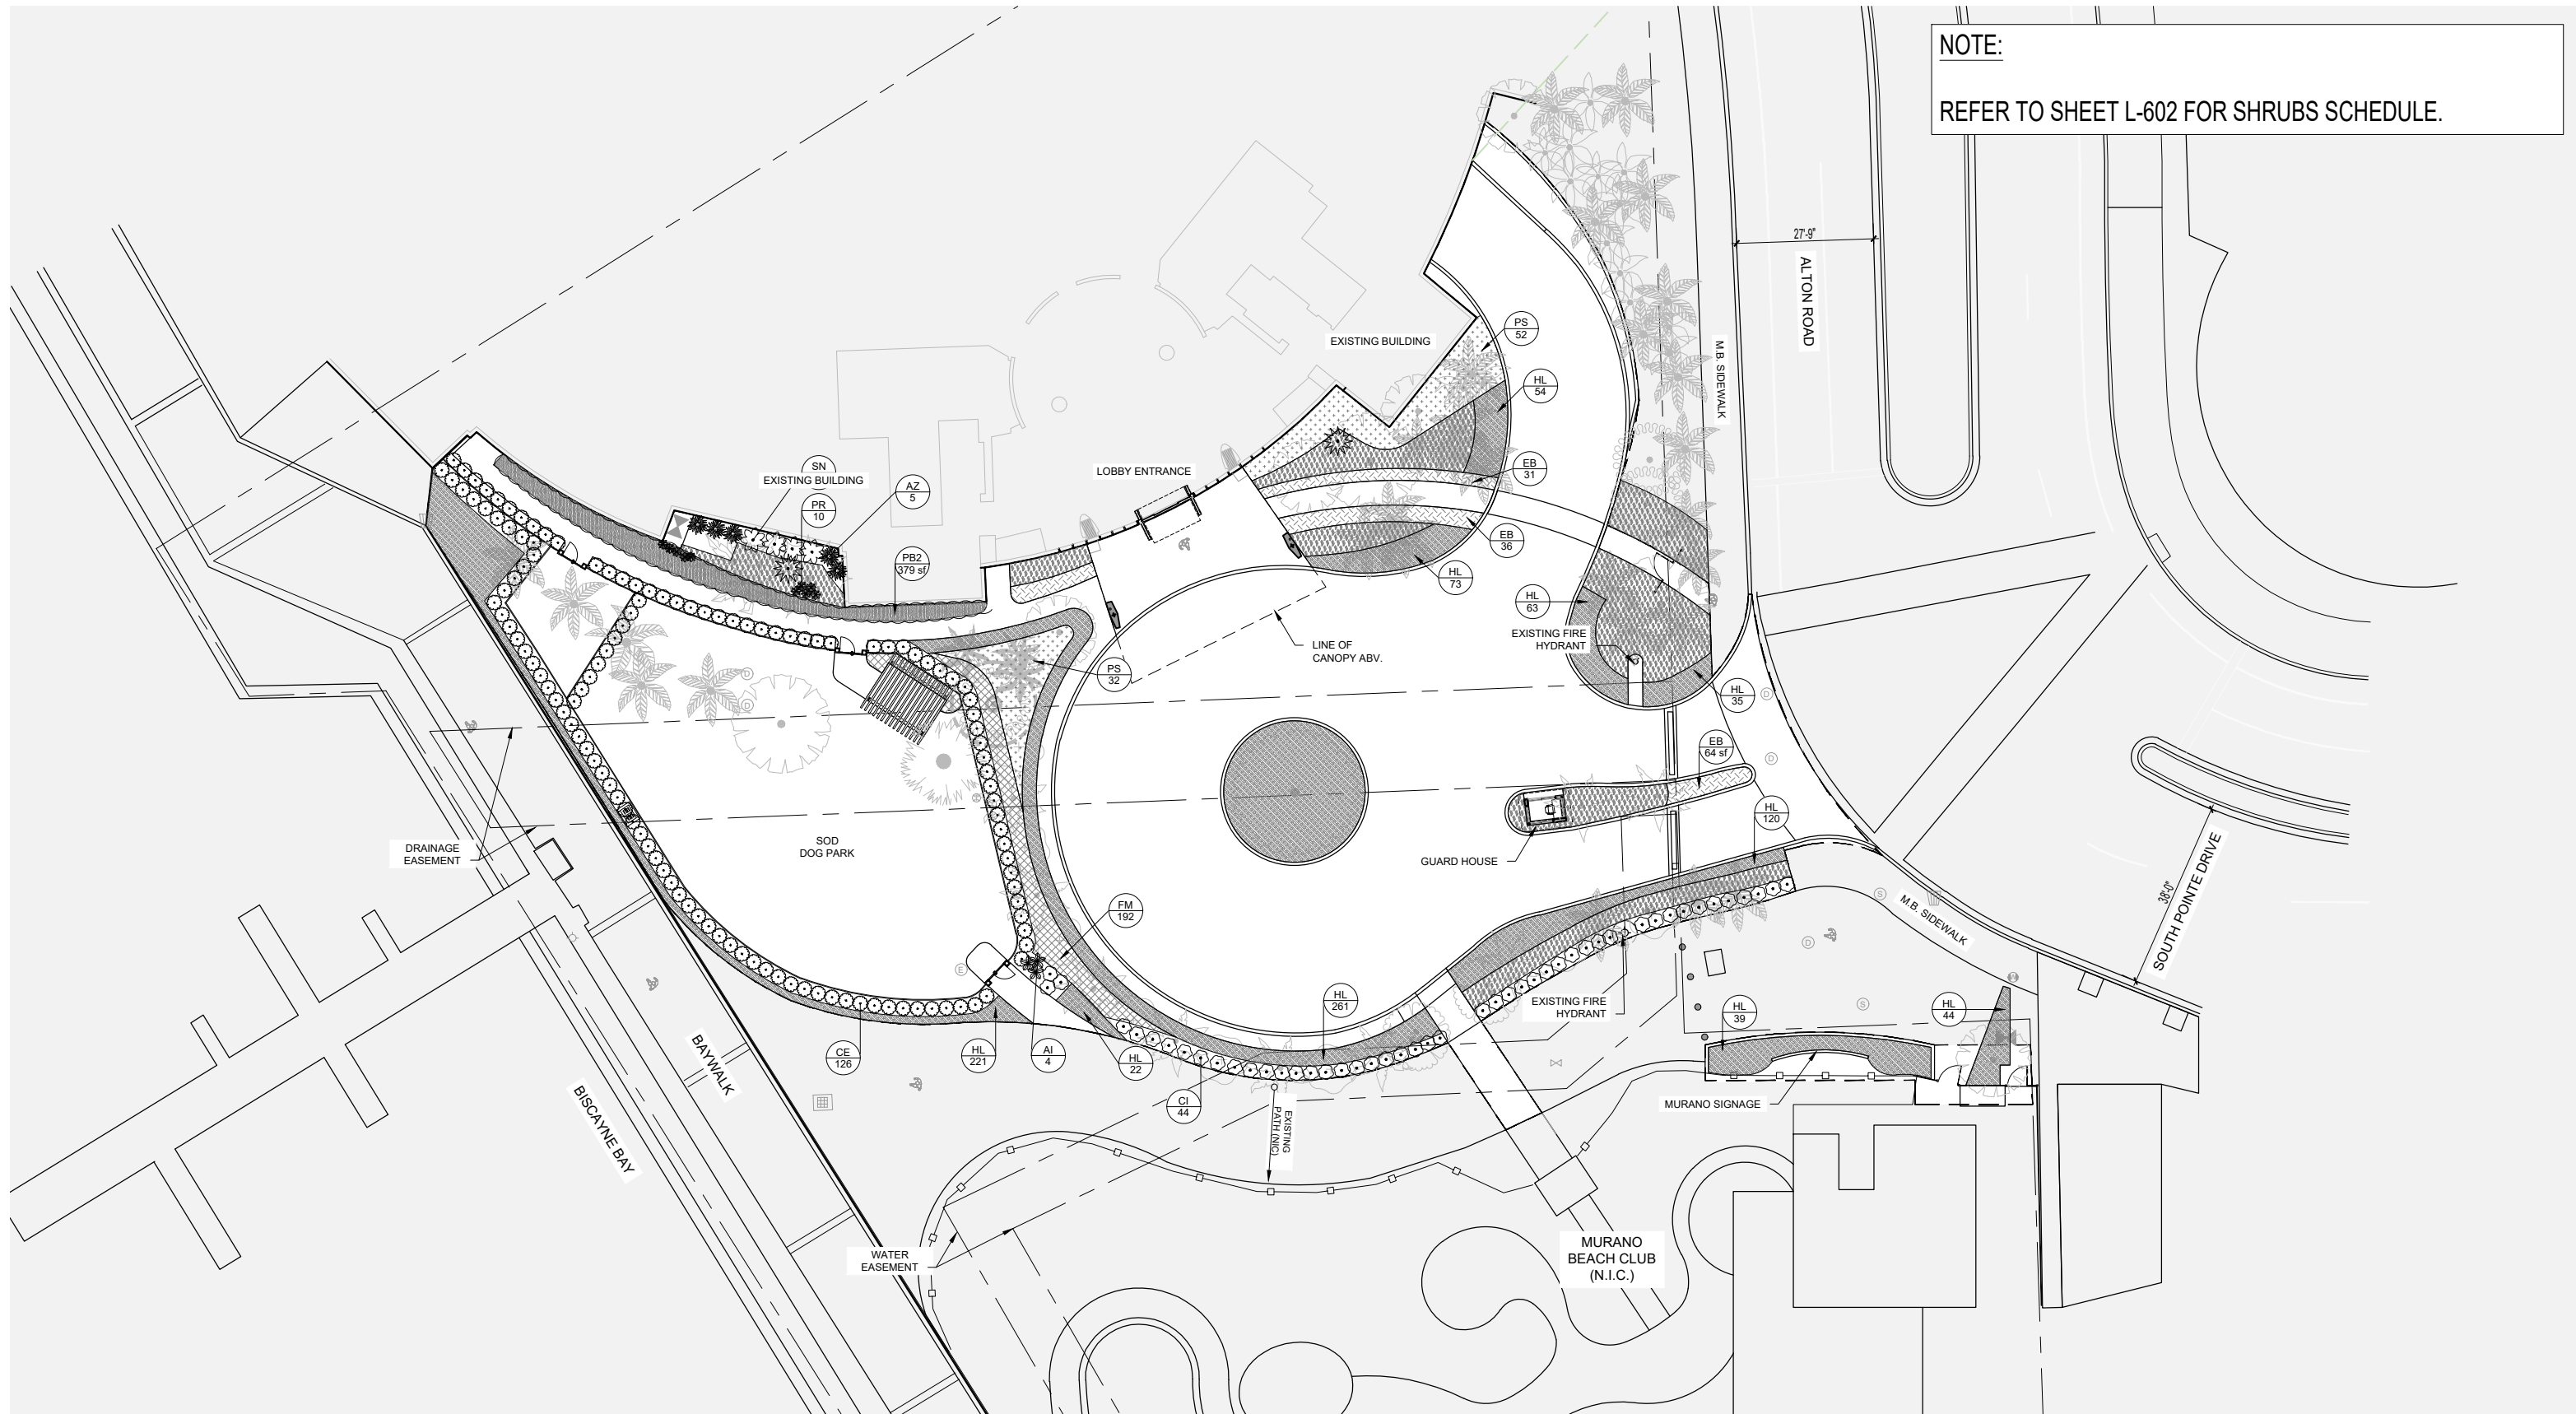 NOTE:
REFER TO SHEET L-602 FOR SHRUBS SCHEDULE.
27'-9"
ALTON ROAD
M.B. SIDEWALK
PS
52
EXISTING BUILDING
HL
54
SN
EXISTING BUILDING
PR
10
AZ
5
LOBBY ENTRANCE
EB
31
EB
36
PB2
379 sf
HL
73
HL
63
EXISTING FIRE
HYDRANT
LINE OF
CANOPY ABV.
PS
32
HL
35
EB
64 sf
HL
120
DRAINAGE
EASEMENT
SOD
DOG PARK
GUARD HOUSE
38'-0"
SOUTH POINTE DRIVE
M.B. SIDEWALK
FM
192
HL
261
EXISTING FIRE
HYDRANT
HL
39
HL
44
CE
126
HL
221
AI
4
HL
22
CI
44
EXISTING
PATH (NIC)
MURANO SIGNAGE
BAYWALK
BISCAYNE BAY
WATER
EASEMENT
MURANO
BEACH CLUB
(N.I.C.)
D
D
D
D
D
S
S
E